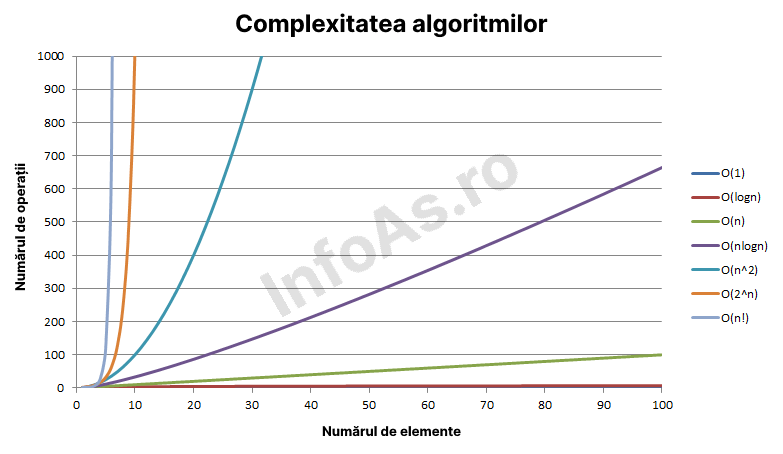 Complexitatea algoritmilor
1000
900
800
700
600
500
400
300
200
100
0
Numărul de operații
0 10 20 30 40 50 60 70 80 90 100
Numărul de elemente
O(1)
O(logn)
O(n)
O(nlogn)
O(n^2)
O(2^n)
O(n!)
InfoAs.ro